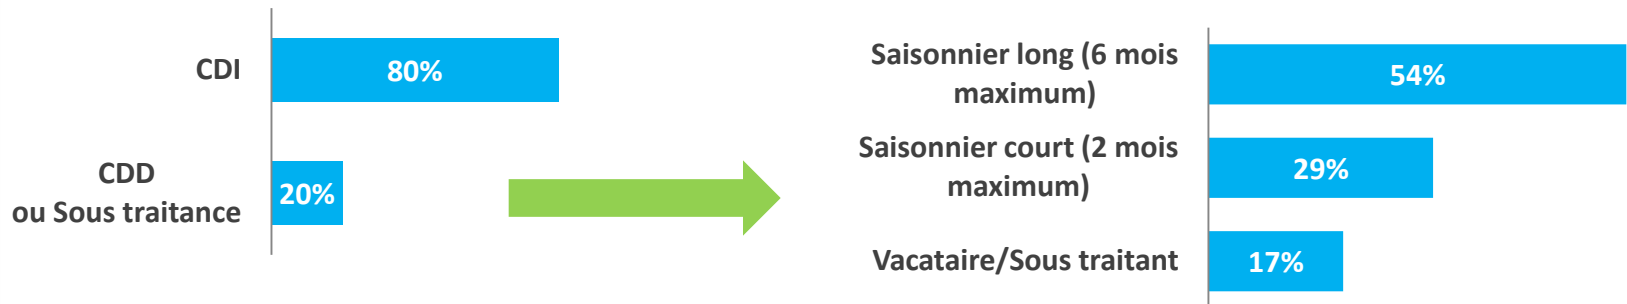 CDI
80%
CDD
ou Sous traitance
20%
Saisonnier long (6 mois
maximum)
54%
Saisonnier court (2 mois
maximum)
29%
Vacataire/Sous traitant
17%